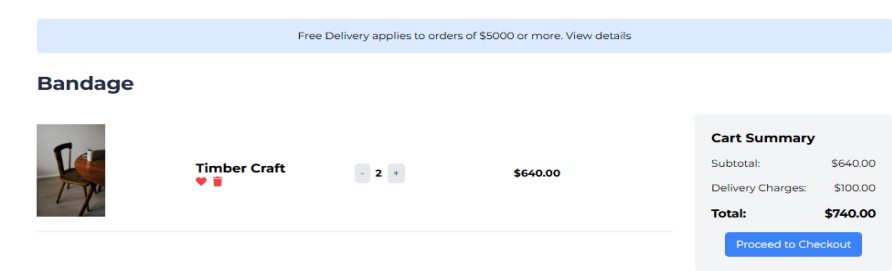 Free Delivery applies to orders of $5000 or more. View details
Bandage
Timber Craft
- 2 +
$640.00
Cart Summary
Subtotal: $640.00
Delivery Charges: $100.00
Total: $740.00
Proceed to Checkout